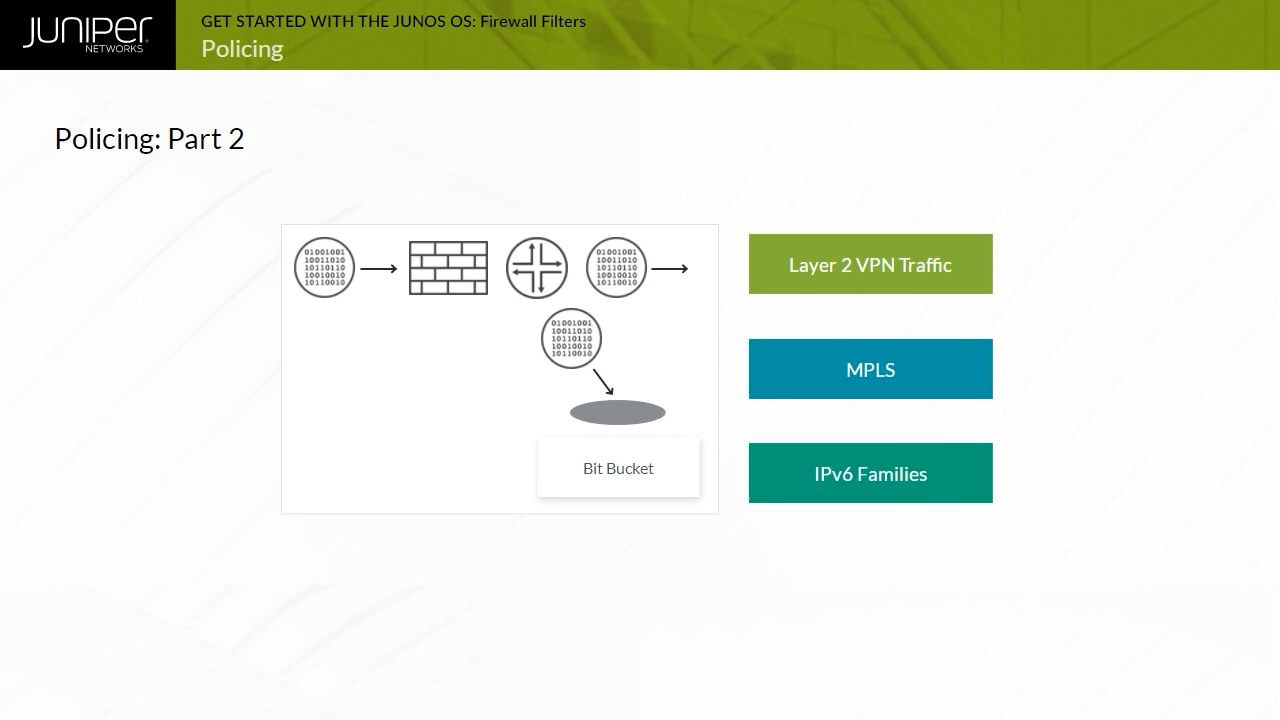 JUNIPER
NETWORKS
GET STARTED WITH THE JUNOS OS: Firewall Filters
Policing
Policing: Part 2
01001001
10011010
10110110
10010010
10110010
01001001
10011010
10110110
10010010
10110010
01001001
10011010
10110110
10010010
10110010
Bit Bucket
Layer 2 VPN Traffic
MPLS
IPv6 Families